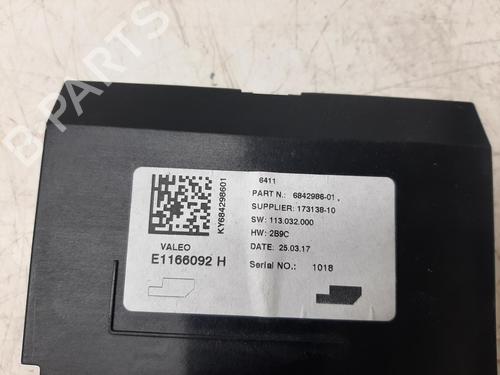 B-PARTS
KY684298601
VALEO
E1166092 H
6411
PART N.: 6842986-01
SUPPLIER: 173138-10
SW: 113.032.000
HW: 2B9C
DATE: 25.03.17
Serial NO.: 1018